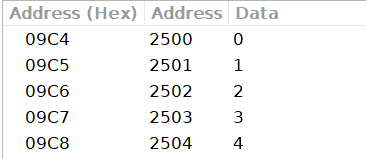 Address (Hex) Address Data
09C4 2500 0
09C5 2501 1
09C6 2502 2
09C7 2503 3
09C8 2504 4